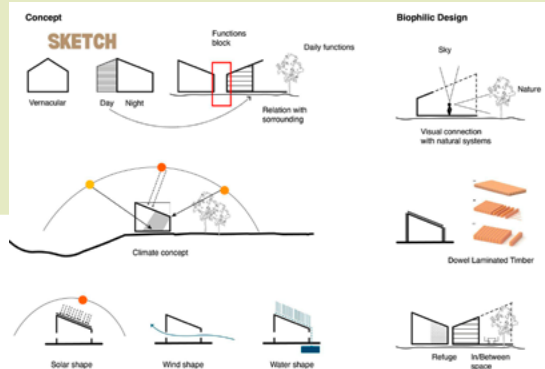 Concept
Biophilic Design
SKETCH
Functions
block
Daily functions
Vernacular
Day
Night
Relation with
sorrounding
Sky
Nature
Visual connection
with natural systems
Climate concept
Dowel Laminated Timber
Solar shape
Wind shape
Water shape
Refuge
In/Between
space